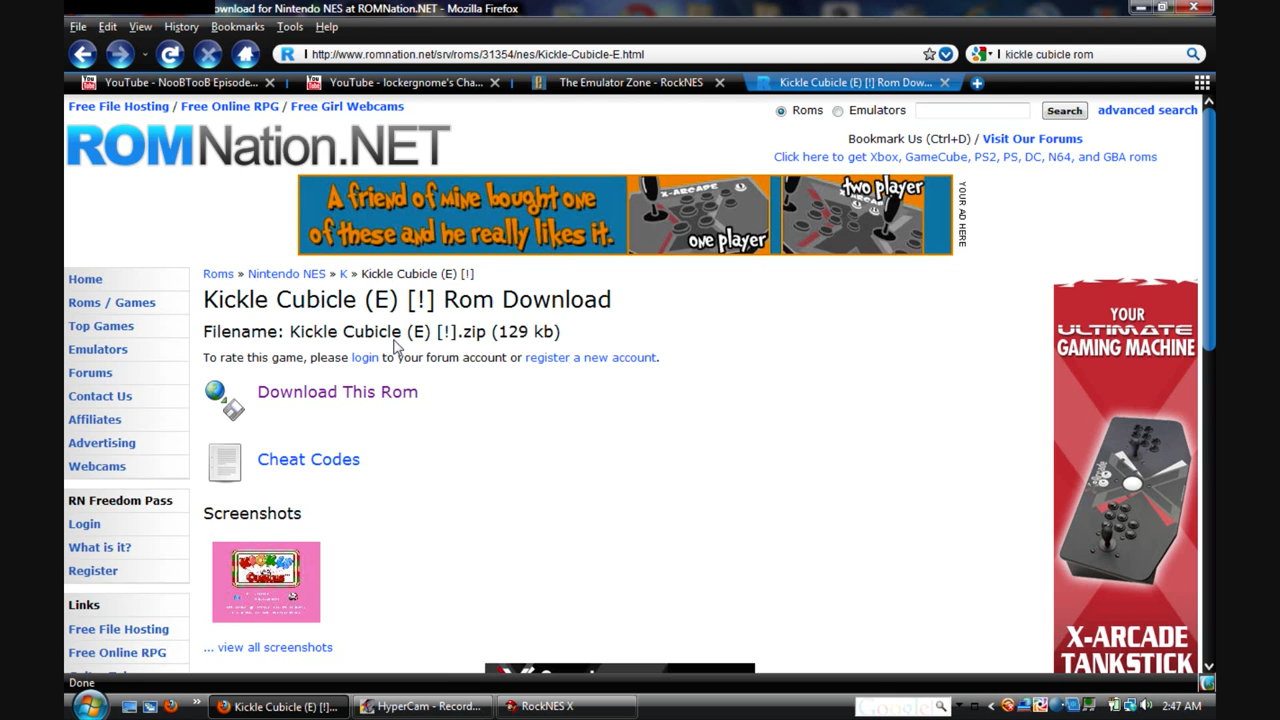 ownload for Nintendo NES at ROMNation.NET - Mozilla Firefox
File Edit View History Bookmarks Tools Help
http://www.romnation.net/srv/roms/31354/nes/Kickle-Cubicle-E.html
kickle cubicle rom
YouTube - NooBTooB Episode...
YouTube - lockergnome's Cha...
The Emulator Zone - RockNES
Kickle Cubicle (E) [!] Rom Dow...
Free File Hosting / Free Online RPG / Free Girl Webcams
Roms Emulators Search advanced search
ROMNation.NET
Bookmark Us (Ctrl+D) / Visit Our Forums
Click here to get Xbox, GameCube, PS2, PS, DC, N64, and GBA roms
A friend of mine bought one
of these and he really likes it.
X-ARCADE
one player
two player
YOUR AD HERE
Home
Roms / Games
Top Games
Emulators
Forums
Contact Us
Affiliates
Advertising
Webcams
RN Freedom Pass
Login
What is it?
Register
Links
Free File Hosting
Free Online RPG
Roms » Nintendo NES » K » Kickle Cubicle (E) [!]
Kickle Cubicle (E) [!] Rom Download
Filename: Kickle Cubicle (E) [!].zip (129 kb)
To rate this game, please login to your forum account or register a new account.
Download This Rom
Cheat Codes
Screenshots
... view all screenshots
YOUR
ULTIMATE
GAMING MACHINE
X-ARCADE
TANKSTICK
Done
Kickle Cubicle (E) [!]...
HyperCam - Record...
RockNES X
Google
2:47 AM